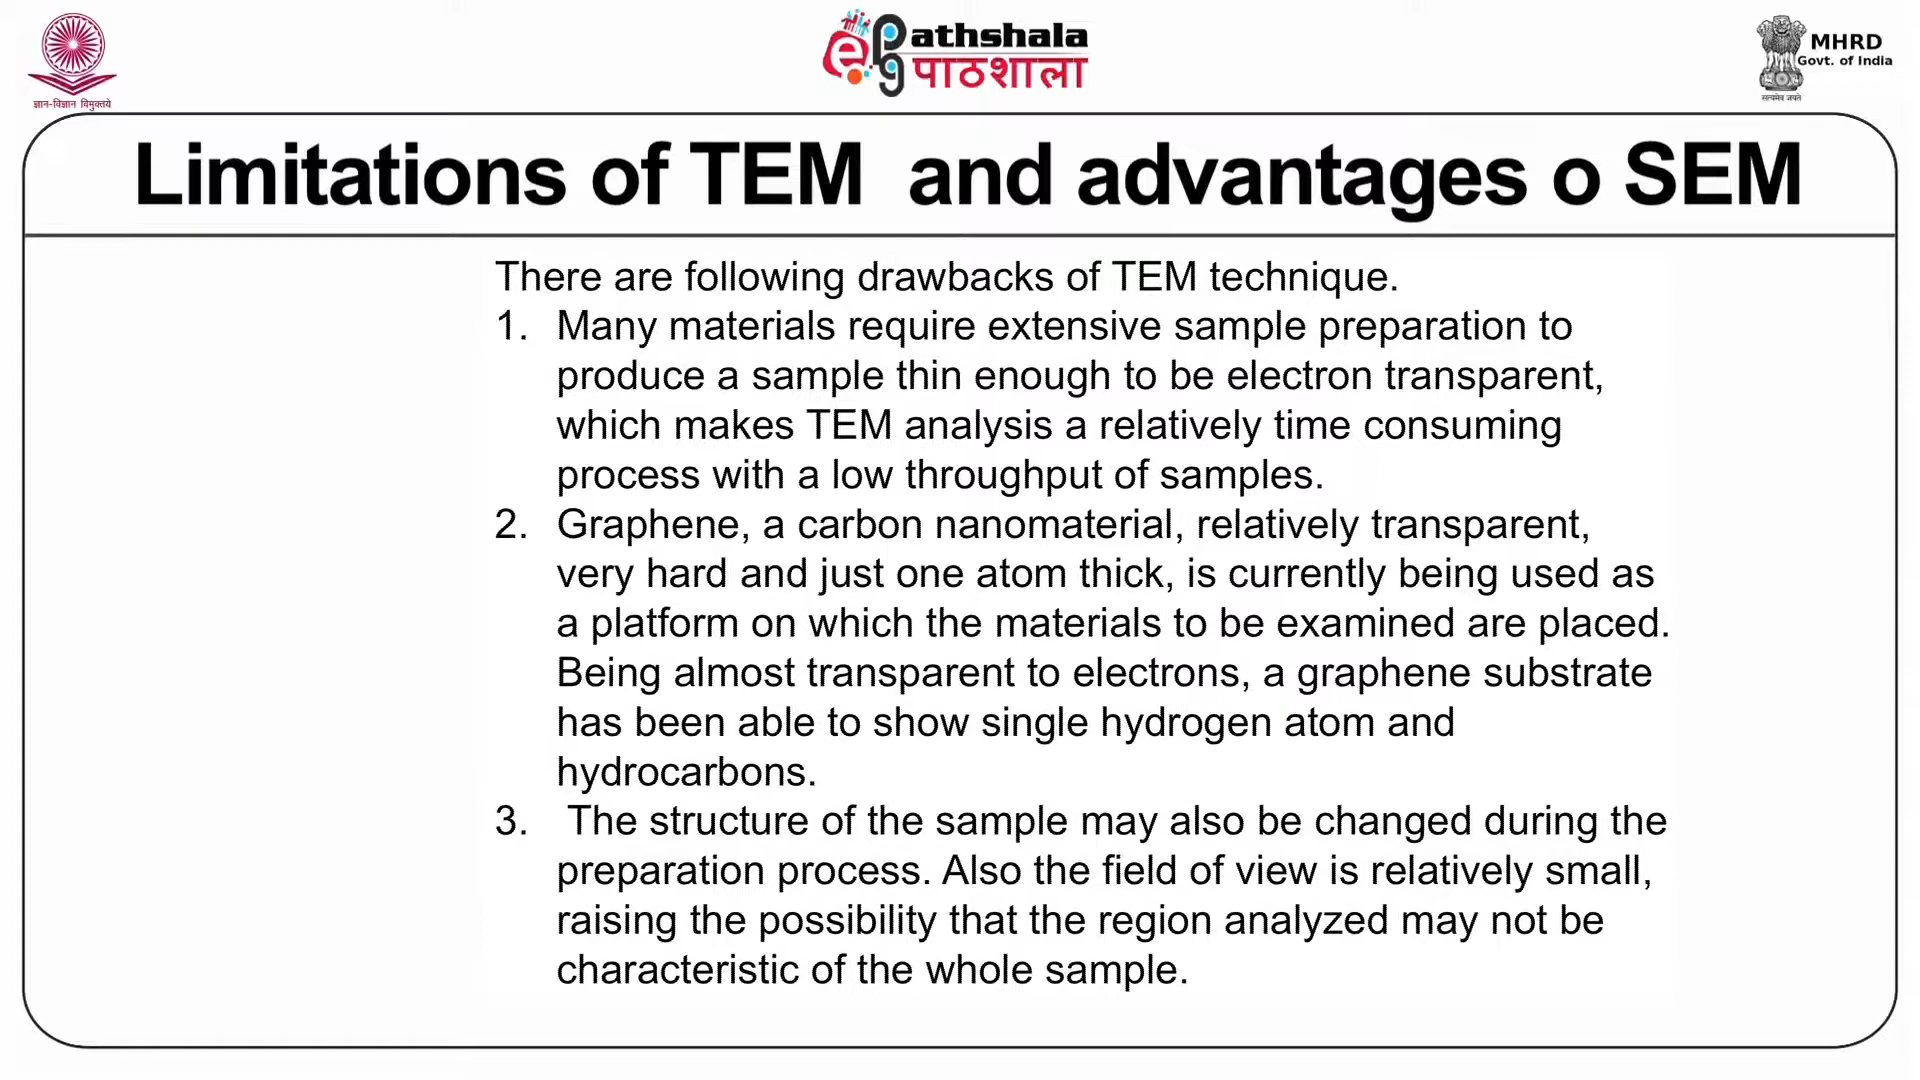 ज्ञान-विज्ञान विमुक्तये
ePGathshala
पाठशाला
MHRD
Govt. of India
सत्यमेव जयते
Limitations of TEM and advantages o SEM
There are following drawbacks of TEM technique.
1. Many materials require extensive sample preparation to
produce a sample thin enough to be electron transparent,
which makes TEM analysis a relatively time consuming
process with a low throughput of samples.
2. Graphene, a carbon nanomaterial, relatively transparent,
very hard and just one atom thick, is currently being used as
a platform on which the materials to be examined are placed.
Being almost transparent to electrons, a graphene substrate
has been able to show single hydrogen atom and
hydrocarbons.
3. The structure of the sample may also be changed during the
preparation process. Also the field of view is relatively small,
raising the possibility that the region analyzed may not be
characteristic of the whole sample.